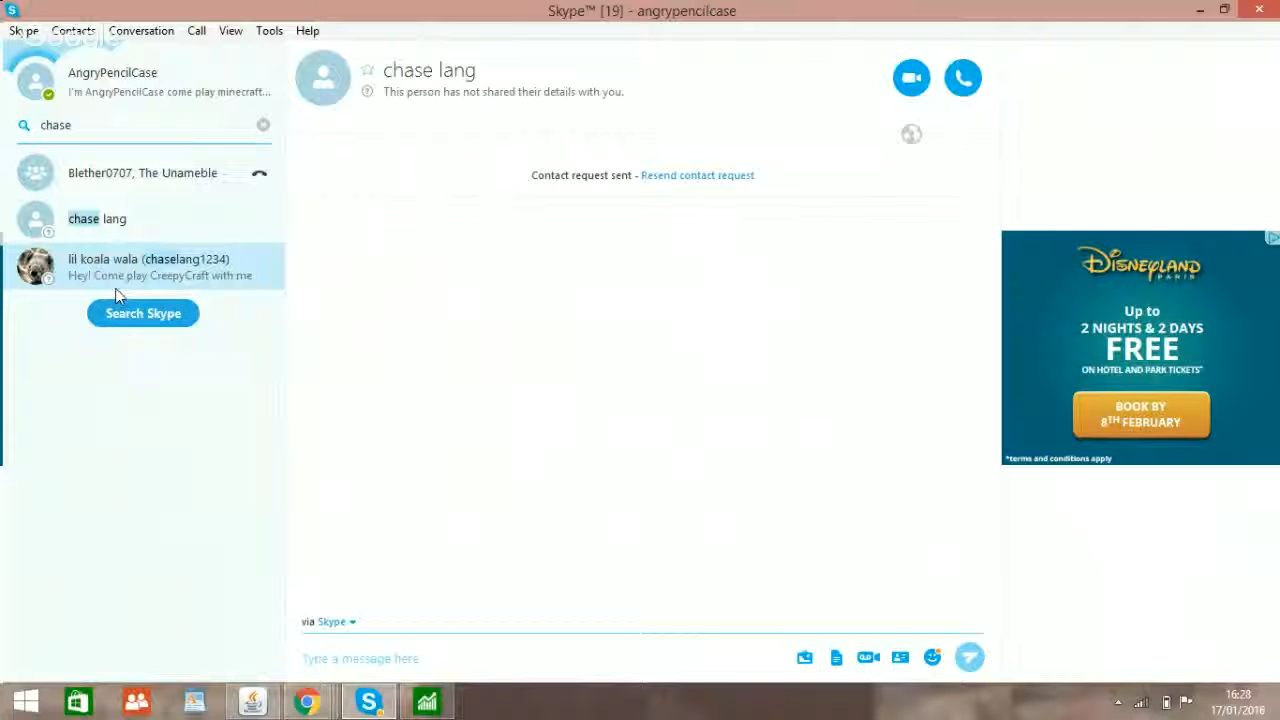 Skype™ [19] - angrypencilcase
Skype Contacts Conversation Call View Tools Help
Google
AngryPencilCase
I'm AngryPencilCase come play minecraft...
chase
Blether0707, The Unameble
chase lang
lil koala wala (chaselang1234)
Hey! Come play CreepyCraft with me
Search Skype
chase lang
This person has not shared their details with you.
Contact request sent - Resend contact request
via Skype
Type a message here
Disneyland
PARIS
Up to
2 NIGHTS & 2 DAYS
FREE
ON HOTEL AND PARK TICKETS*
BOOK BY
8TH FEBRUARY
*terms and conditions apply
16:28
17/01/2016